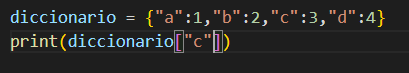 diccionario = {"a":1,"b":2,"c":3,"d":4}
print(diccionario["c"])